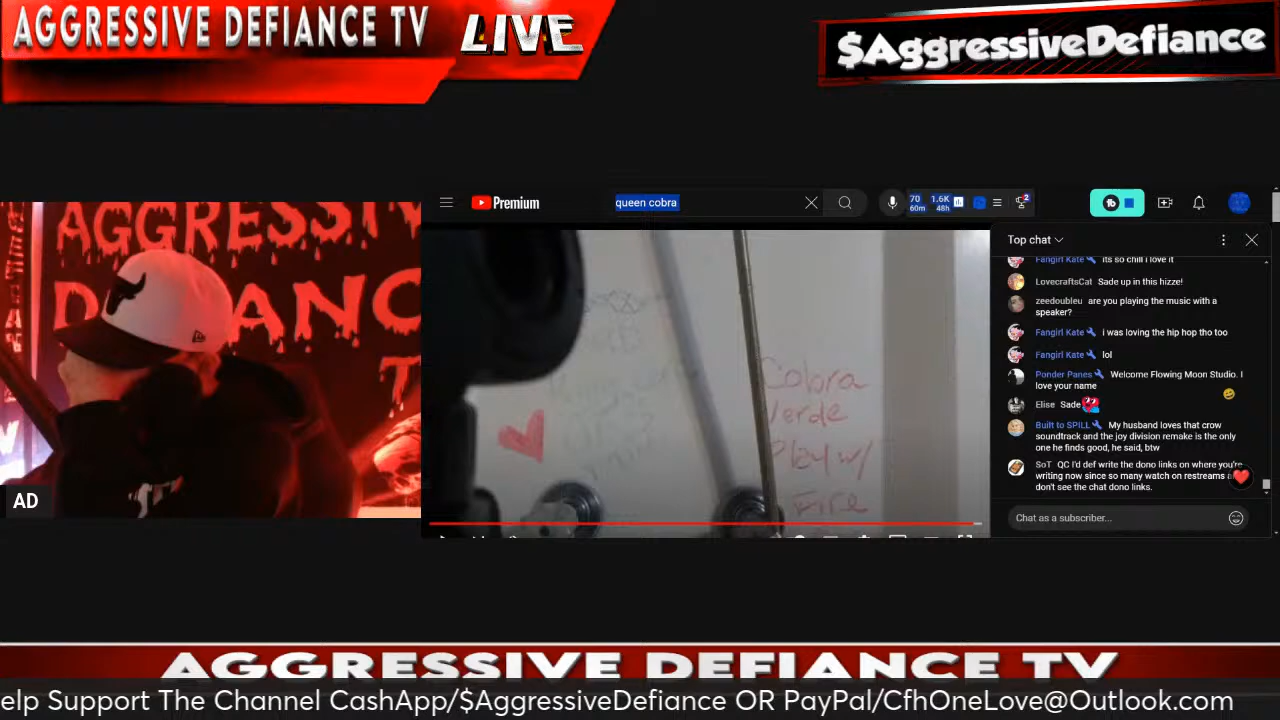 AGGRESSIVE DEFIANCE TV
LIVE
$AggressiveDefiance
AGGRESSIV
DEFIANC
T
AD
Premium
queen cobra
70
60m
1.6K
48h
2
tb
Top chat
Fangirl Kate its so chill i love it
LovecraftsCat Sade up in this hizze!
zeedoubleu are you playing the music with a
speaker?
Fangirl Kate i was loving the hip hop tho too
Fangirl Kate lol
Ponder Panes Welcome Flowing Moon Studio. I
love your name
Elise Sade
Built to SPILL My husband loves that crow
soundtrack and the joy division remake is the only
one he finds good, he said, btw
SoT QC I'd def write the dono links on where you're
writing now since so many watch on restreams a
don't see the chat dono links.
Chat as a subscriber...
Colora
Verde
Play w/
Fire
AGGRESSIVE DEFIANCE TV
elp Support The Channel CashApp/$AggressiveDefiance OR PayPal/CfhOneLove@Outlook.com